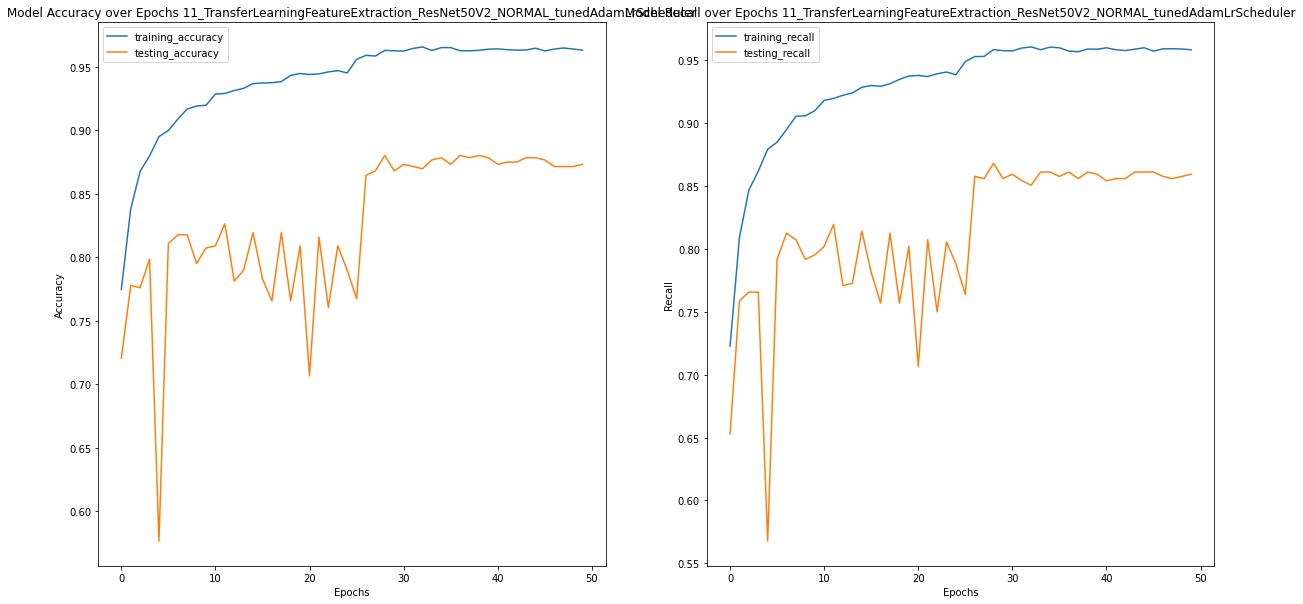 Model Accuracy over Epochs 11_TransferLearningFeatureExtraction_ResNet50V2_NORMAL_tunedAdamLrScheduler
training_accuracy
testing_accuracy
0.95
0.90
0.85
0.80
0.75
0.70
0.65
0.60
Accuracy
0
10
20
30
40
50
Epochs
Model Recall over Epochs 11_TransferLearningFeatureExtraction_ResNet50V2_NORMAL_tunedAdamLrScheduler
training_recall
testing_recall
0.95
0.90
0.85
0.80
0.75
0.70
0.65
0.60
0.55
Recall
0
10
20
30
40
50
Epochs